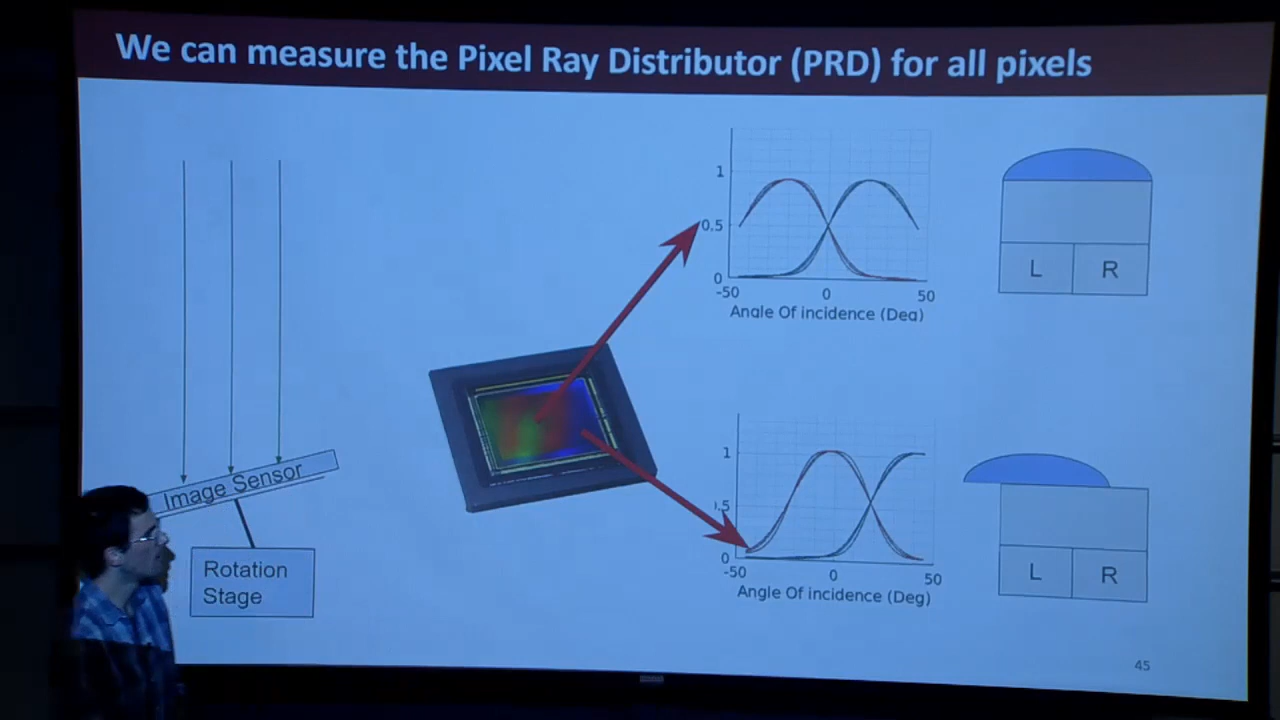 We can measure the Pixel Ray Distributor (PRD) for all pixels
1
0.5
0
-50 0 50
Angle Of incidence (Deg)
L R
Image Sensor
Rotation
Stage
1
0
-50 0 50
Angle Of incidence (Deg)
L R
45